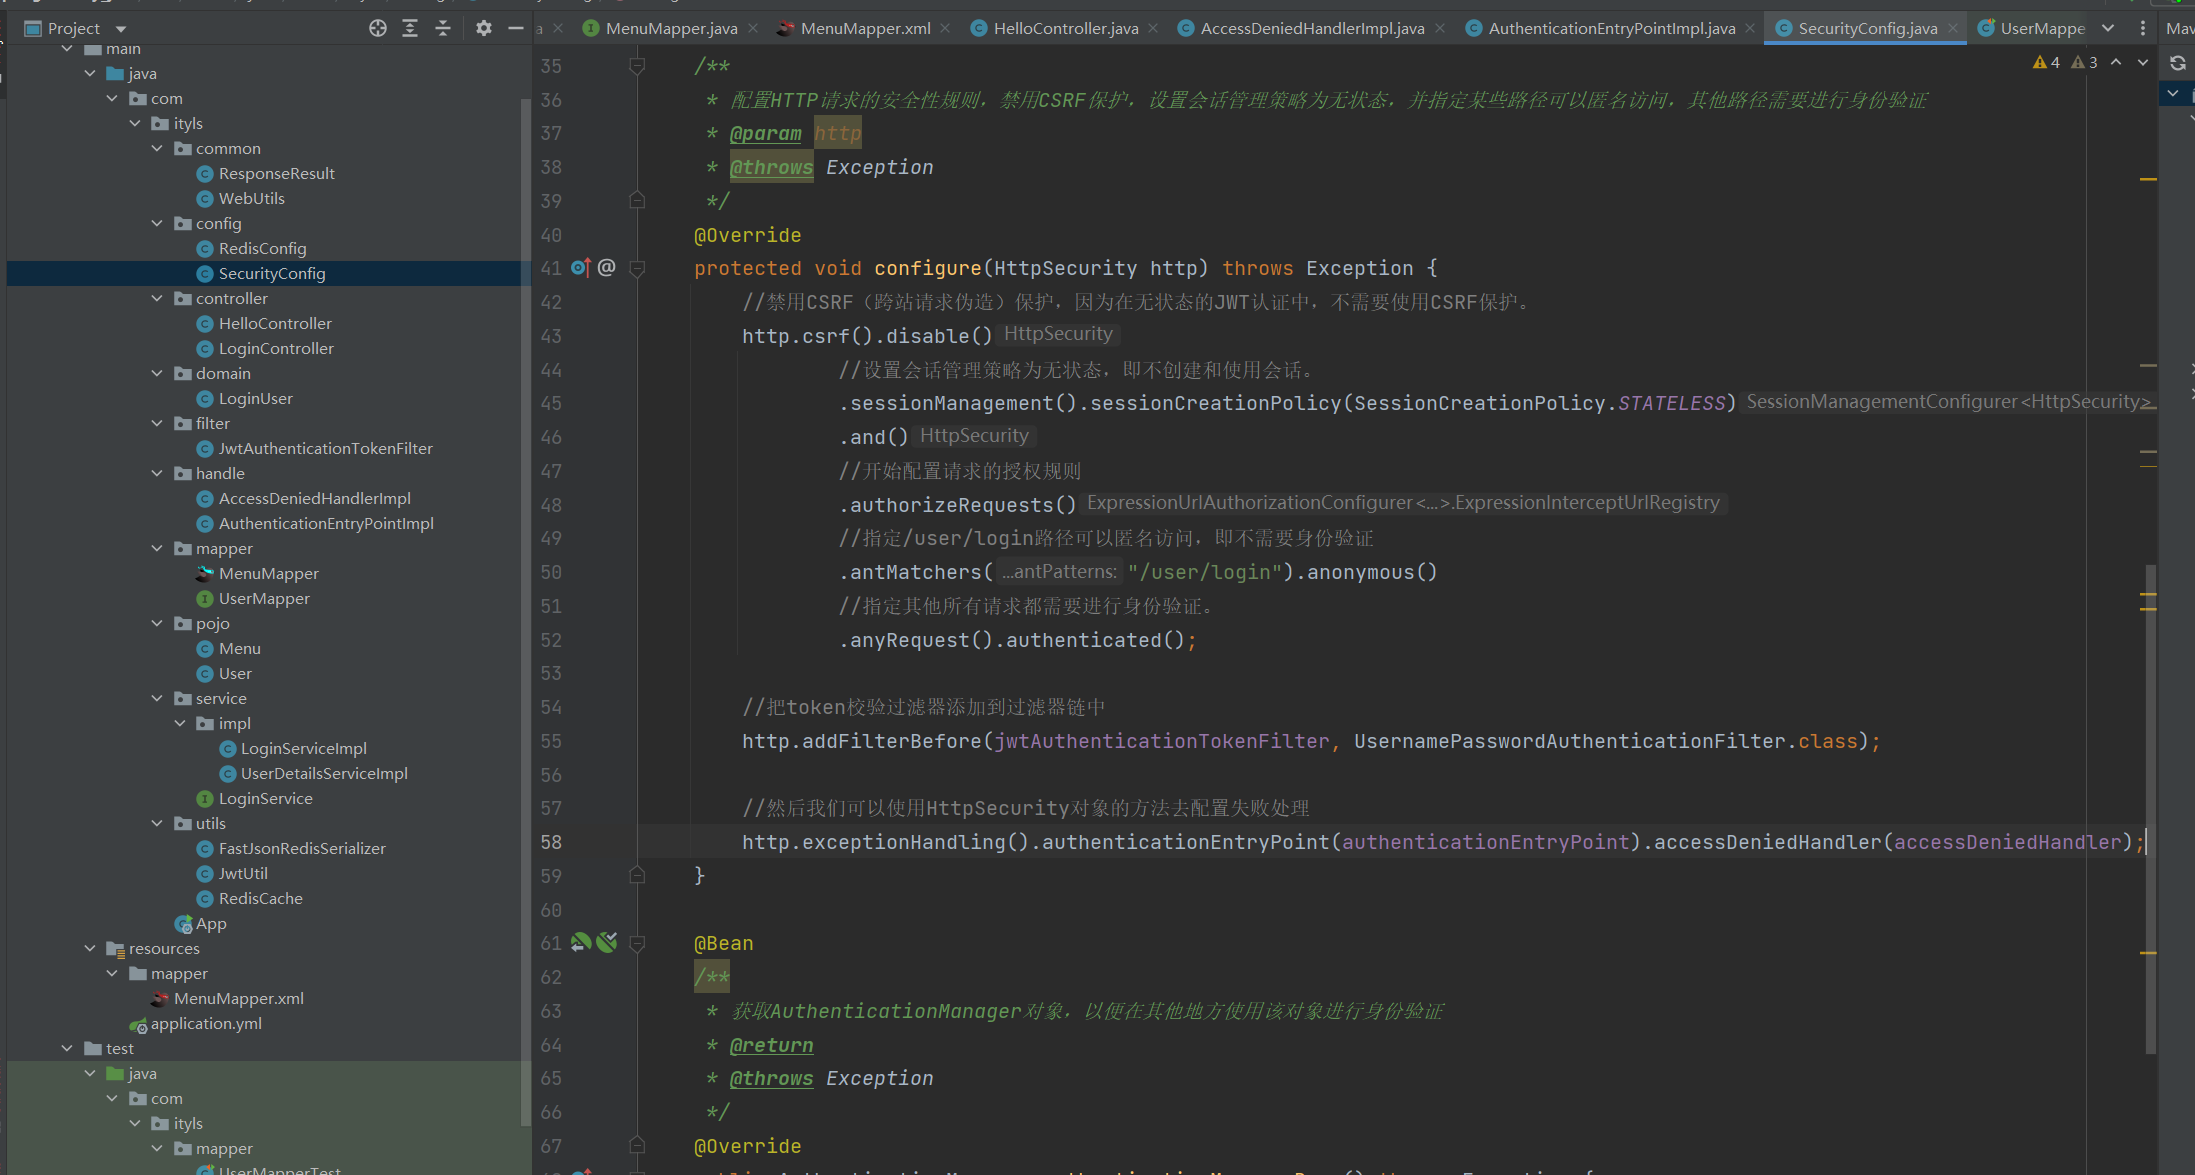 Project
MenuMapper.java
MenuMapper.xml
HelloController.java
AccessDeniedHandlerImpl.java
AuthenticationEntryPointImpl.java
SecurityConfig.java
UserMappe
main
java
com
ityls
common
ResponseResult
WebUtils
config
RedisConfig
SecurityConfig
controller
HelloController
LoginController
domain
LoginUser
filter
JwtAuthenticationTokenFilter
handle
AccessDeniedHandlerImpl
AuthenticationEntryPointImpl
mapper
MenuMapper
UserMapper
pojo
Menu
User
service
impl
LoginServiceImpl
UserDetailsServiceImpl
LoginService
utils
FastJsonRedisSerializer
JwtUtil
RedisCache
App
resources
mapper
MenuMapper.xml
application.yml
test
java
com
ityls
mapper
UserMapperTest
4 3
35 /**
36 * 配置HTTP请求的安全性规则，禁用CSRF保护，设置会话管理策略为无状态，并指定某些路径可以匿名访问，其他路径需要进行身份验证
37 * @param http
38 * @throws Exception
39 */
40 @Override
41 @ protected void configure(HttpSecurity http) throws Exception {
42 //禁用CSRF（跨站请求伪造）保护，因为在无状态的JWT认证中，不需要使用CSRF保护。
43 http.csrf().disable() HttpSecurity
44 //设置会话管理策略为无状态，即不创建和使用会话。
45 .sessionManagement().sessionCreationPolicy(SessionCreationPolicy.STATELESS) SessionManagementConfigurer<HttpSecurity>
46 .and() HttpSecurity
47 //开始配置请求的授权规则
48 .authorizeRequests() ExpressionUrlAuthorizationConfigurer<...>.ExpressionInterceptUrlRegistry
49 //指定/user/login路径可以匿名访问，即不需要身份验证
50 .antMatchers( ...antPatterns: "/user/login").anonymous()
51 //指定其他所有请求都需要进行身份验证。
52 .anyRequest().authenticated();
53
54 //把token校验过滤器添加到过滤器链中
55 http.addFilterBefore(jwtAuthenticationTokenFilter, UsernamePasswordAuthenticationFilter.class);
56
57 //然后我们可以使用HttpSecurity对象的方法去配置失败处理
58 http.exceptionHandling().authenticationEntryPoint(authenticationEntryPoint).accessDeniedHandler(accessDeniedHandler);
59 }
60
61 @Bean
62 /**
63 * 获取AuthenticationManager对象，以便在其他地方使用该对象进行身份验证
64 * @return
65 * @throws Exception
66 */
67 @Override